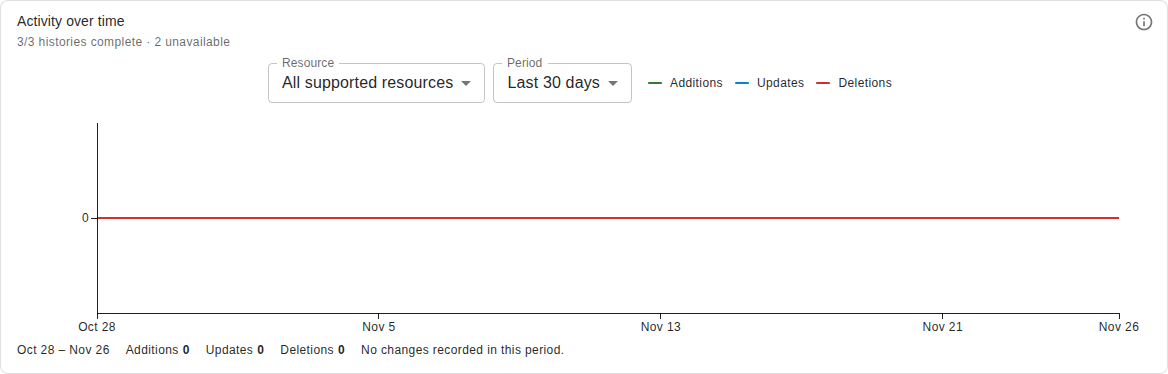 Activity over time
3/3 histories complete · 2 unavailable
Resource
All supported resources
Period
Last 30 days
Additions
Updates
Deletions
0
Oct 28
Nov 5
Nov 13
Nov 21
Nov 26
Oct 28 – Nov 26 Additions 0 Updates 0 Deletions 0 No changes recorded in this period.